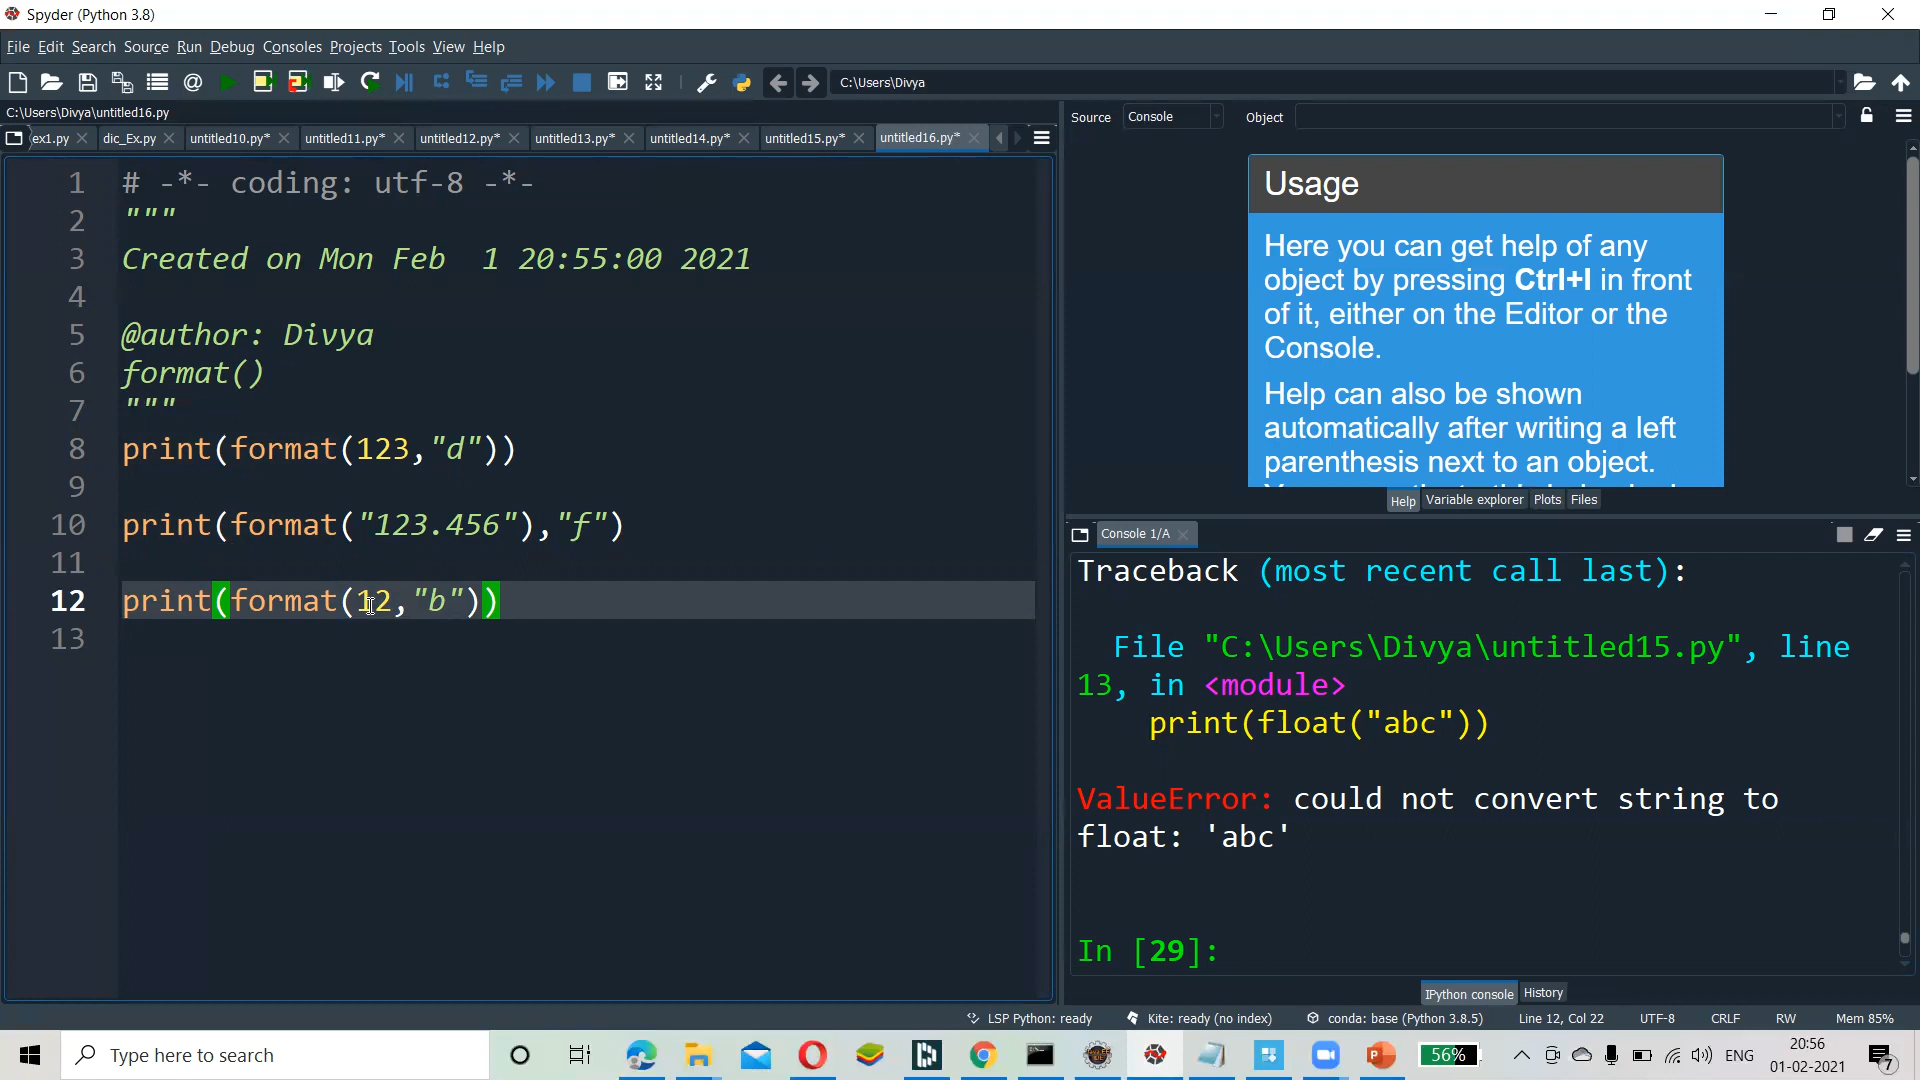 Spyder (Python 3.8)
File Edit Search Source Run Debug Consoles Projects Tools View Help
C:\Users\Divya
C:\Users\Divya\untitled16.py
ex1.py dic_Ex.py untitled10.py* untitled11.py* untitled12.py* untitled13.py* untitled14.py* untitled15.py* untitled16.py*
1 # -*- coding: utf-8 -*-
2 """
3 Created on Mon Feb  1 20:55:00 2021
4
5 @author: Divya
6 format()
7 """
8 print(format(123,"d"))
9
10 print(format("123.456"),"f")
11
12 print(format(12,"b"))
13
Source Console Object
Usage
Here you can get help of any
object by pressing Ctrl+I in front
of it, either on the Editor or the
Console.
Help can also be shown
automatically after writing a left
parenthesis next to an object.
Help Variable explorer Plots Files
Console 1/A
Traceback (most recent call last):
File "C:\Users\Divya\untitled15.py", line
13, in <module>
print(float("abc"))
ValueError: could not convert string to
float: 'abc'
In [29]:
IPython console History
LSP Python: ready Kite: ready (no index) conda: base (Python 3.8.5) Line 12, Col 22 UTF-8 CRLF RW Mem 85%
Type here to search
56%
ENG
20:56
01-02-2021
7